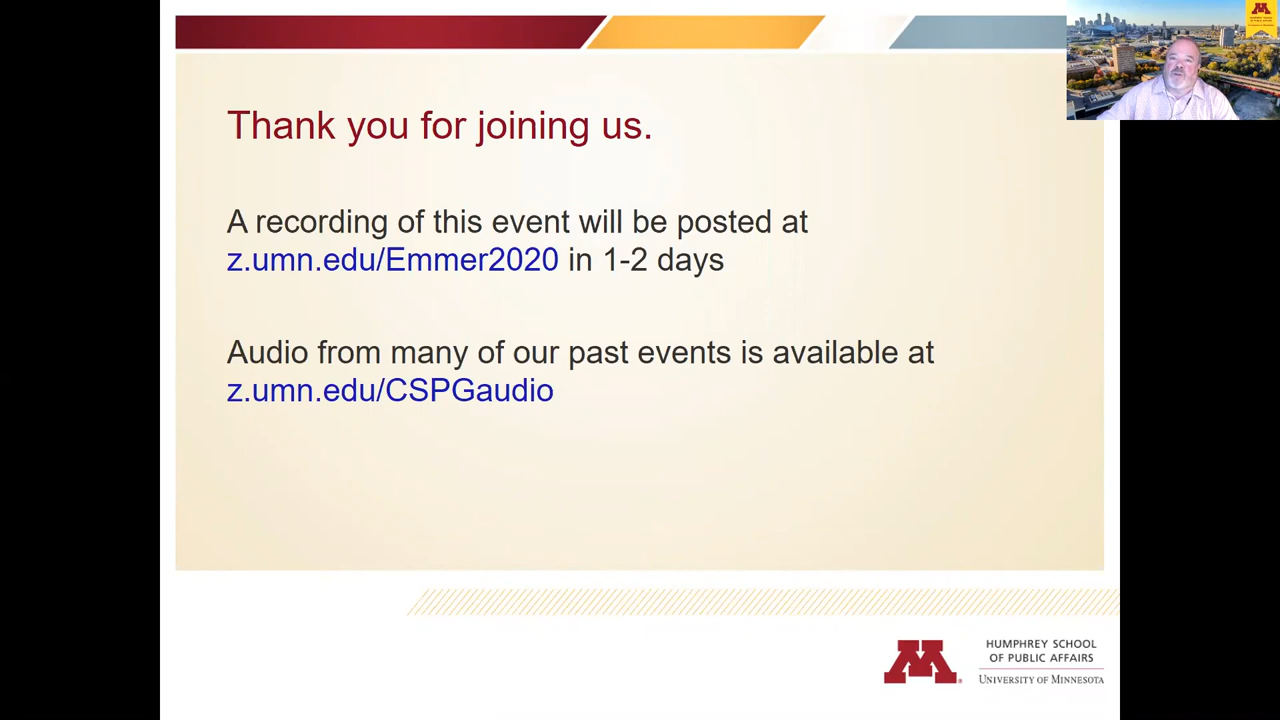 Thank you for joining us.
A recording of this event will be posted at
z.umn.edu/Emmer2020 in 1-2 days
Audio from many of our past events is available at
z.umn.edu/CSPGaudio
HUMPHREY SCHOOL
OF PUBLIC AFFAIRS
UNIVERSITY OF MINNESOTA